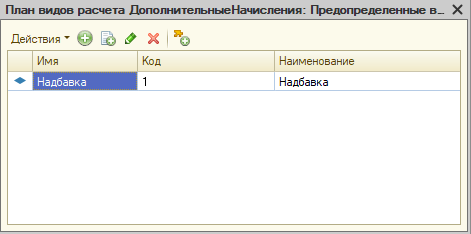 План видов расчета ДополнительныеНачисления: Предопределенные в...
Действия
Имя Код Наименование
Надбавка 1 Надбавка